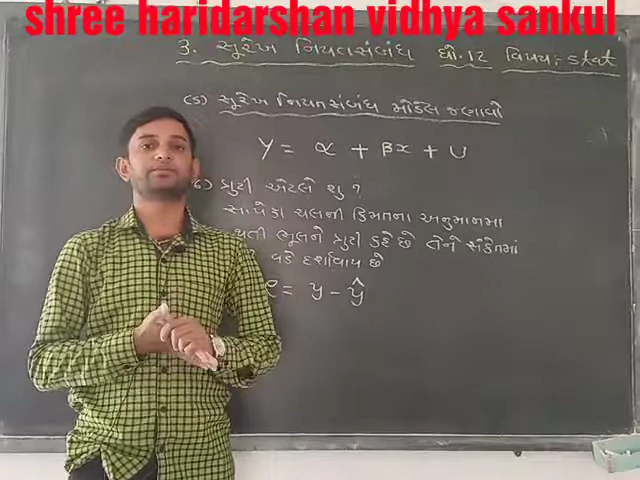 shree haridarshan vidhya sankul
3. સૂરેખ નિયતસંબંધ ધો.12 વિષય: stat
(5) સૂરેખ નિયતસંબંધ મોડેલ જણાવો
Y = α + βx + U
6) ત્રુટી એટલે શુ ?
સાપેક્ષ ચલની કિંમતના અનુમાનમા
થતી ભૂલને ત્રુટી કહે છે તેને સંકેતમાં
વડે દર્શાવાય છે
e = y - ŷ